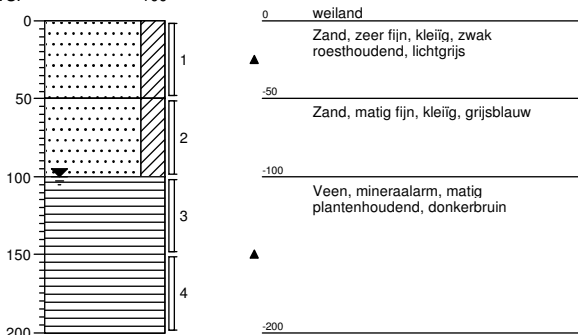 0
weiland
0
Zand, zeer fijn, kleiïg, zwak
roesthoudend, lichtgrijs
1
50
-50
Zand, matig fijn, kleiïg, grijsblauw
2
100
-100
Veen, mineraalarm, matig
plantenhoudend, donkerbruin
3
150
4
200
-200